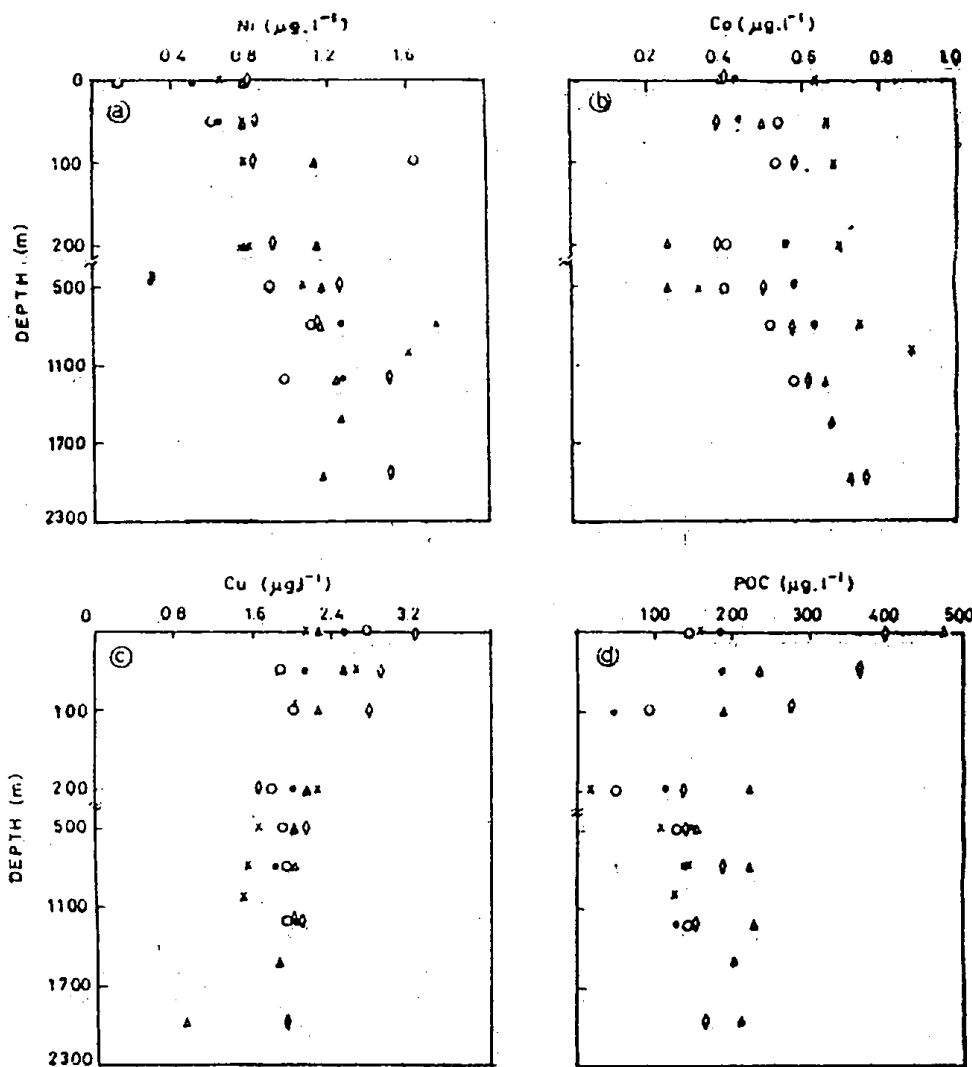 Ni (μg.l⁻¹)
0.4 0.8 1.2 1.6
Co (μg.l⁻¹)
0.2 0.4 0.6 0.8 1.0
0
100
200
500
1100
1700
2300
DEPTH (m)
a
b
Cu (μg.l⁻¹)
0 0.8 1.6 2.4 3.2
POC (μg.l⁻¹)
100 200 300 400 500
100
200
500
1100
1700
2300
DEPTH (m)
c
d